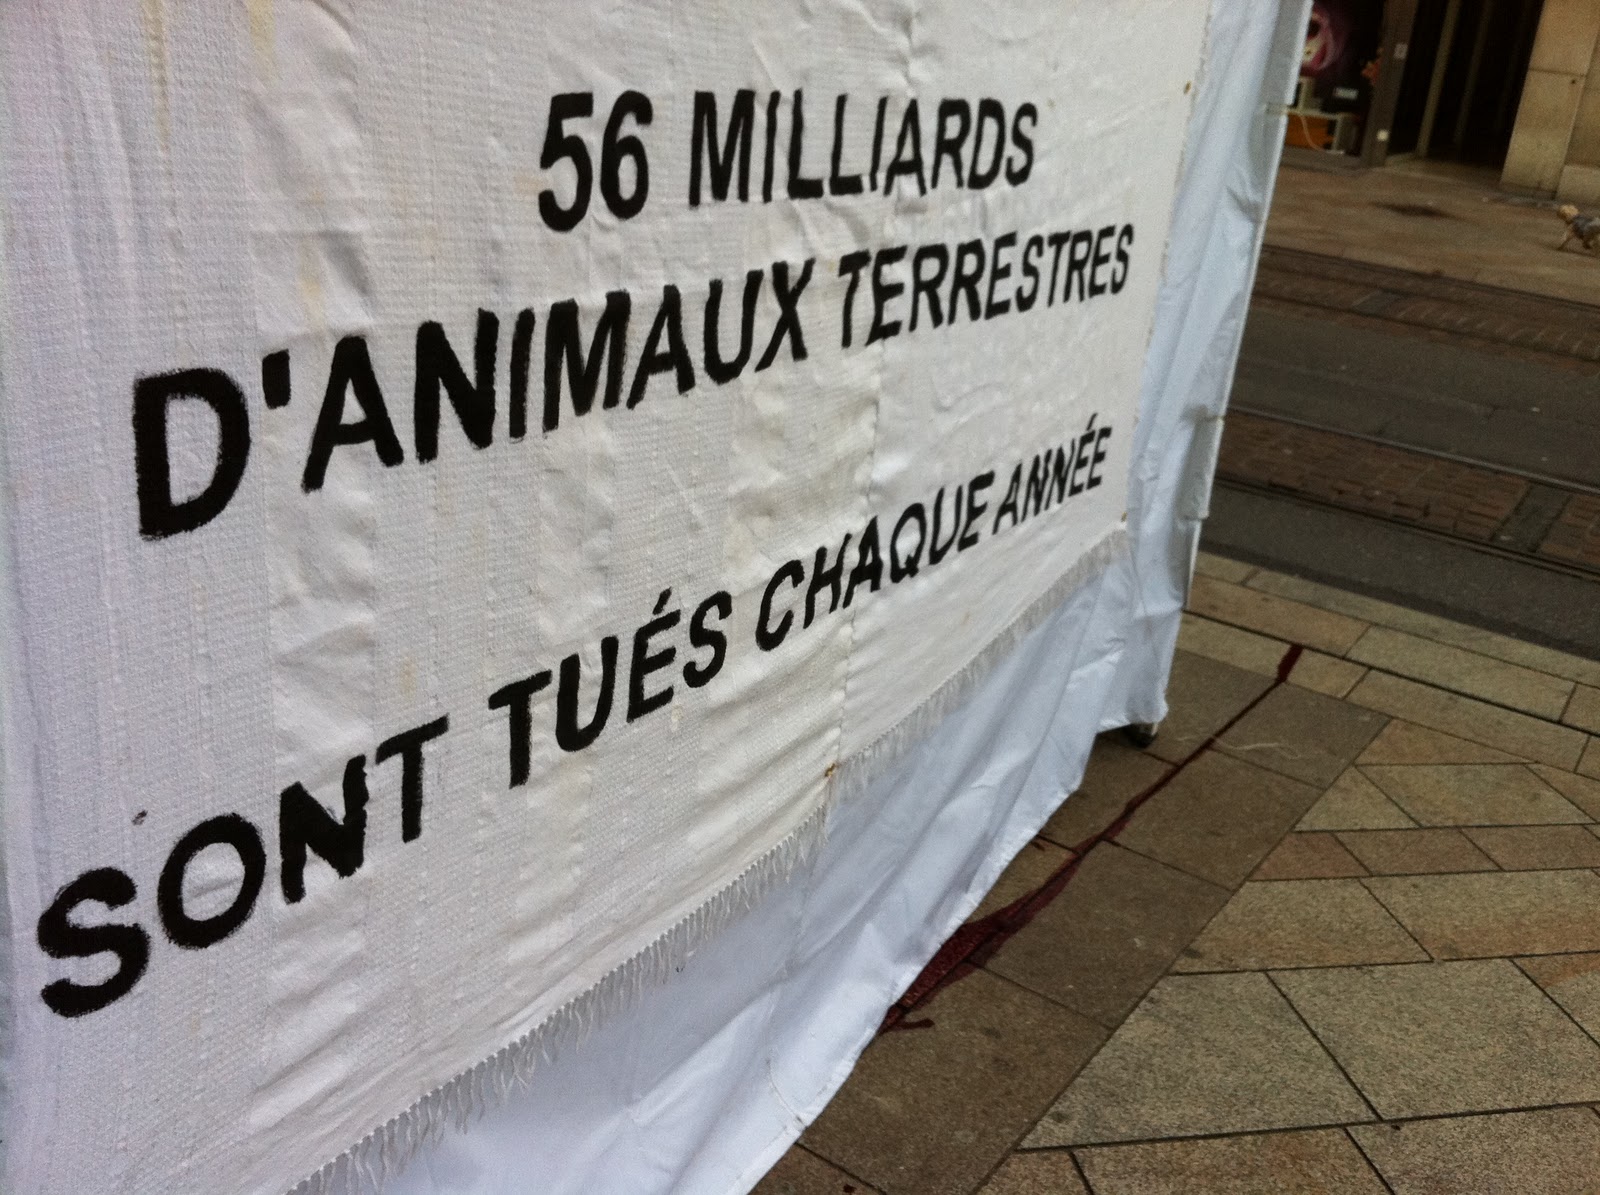 56 MILLIARDS
D'ANIMAUX TERRESTRES
SONT TUÉS CHAQUE ANNÉE